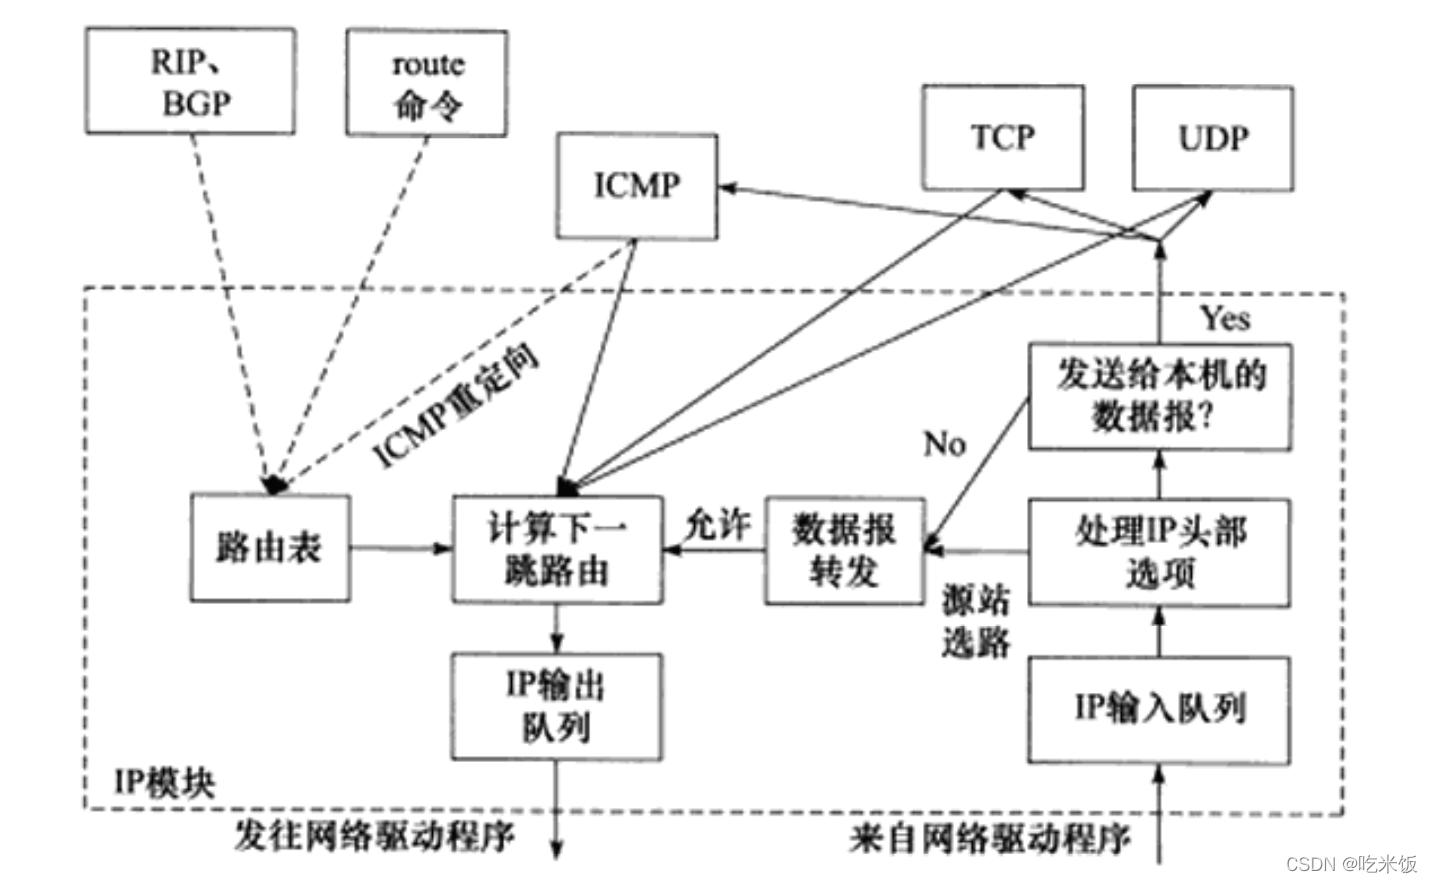 RIP、
BGP
route
命令
TCP
UDP
ICMP
Yes
发送给本机的
数据报?
ICMP重定向
No
路由表
计算下一
跳路由
允许
数据报
转发
处理IP头部
选项
源站
选路
IP输出
队列
IP输入队列
IP模块
发往网络驱动程序
来自网络驱动程序
CSDN @吃米饭